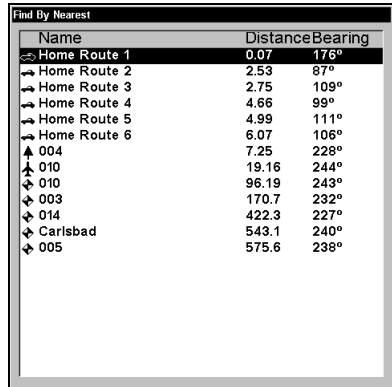 Find By Nearest
Name Distance Bearing
Home Route 1 0.07 176º
Home Route 2 2.53 87º
Home Route 3 2.75 109º
Home Route 4 4.66 99º
Home Route 5 4.99 111º
Home Route 6 6.07 106º
004 7.25 228º
010 19.16 244º
010 96.19 243º
003 170.7 232º
014 422.3 227º
Carlsbad 543.1 240º
005 575.6 238º